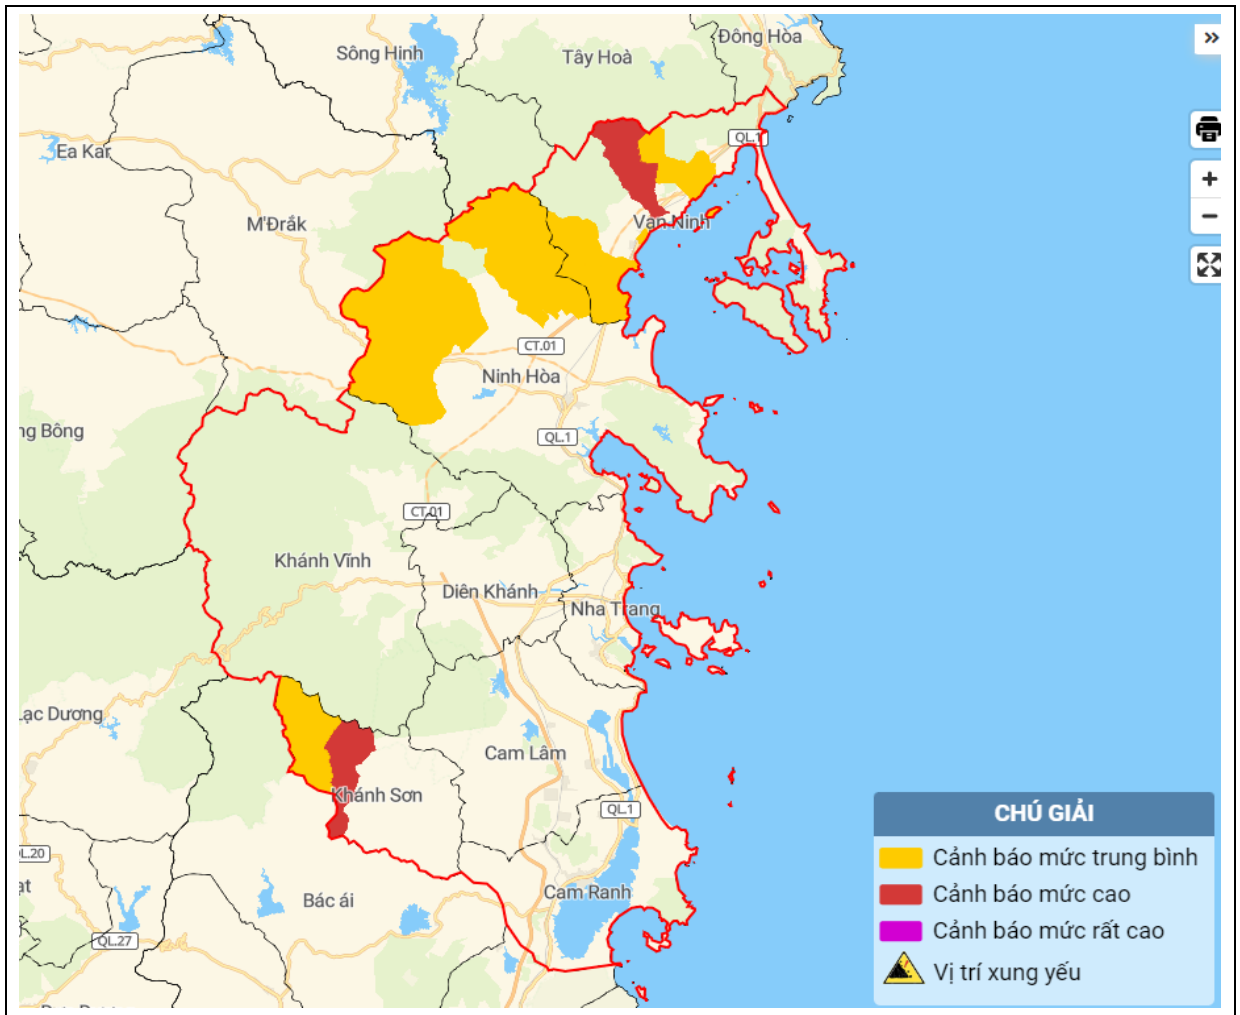 Đông Hòa
Sông Hinh
Tây Hoà
»
QL.1
Ea Kar
+
−
M'Đrắk
Vạn Ninh
CT.01
Ninh Hòa
ng Bông
QL.1
CT.01
Khánh Vĩnh
Diên Khánh
Nha Trang
Lạc Dương
Cam Lâm
Khánh Sơn
QL.1
CHÚ GIẢI
Cảnh báo mức trung bình
Cảnh báo mức cao
Cảnh báo mức rất cao
Vị trí xung yếu
QL.20
ạt
Cam Ranh
Bác ái
QL.27